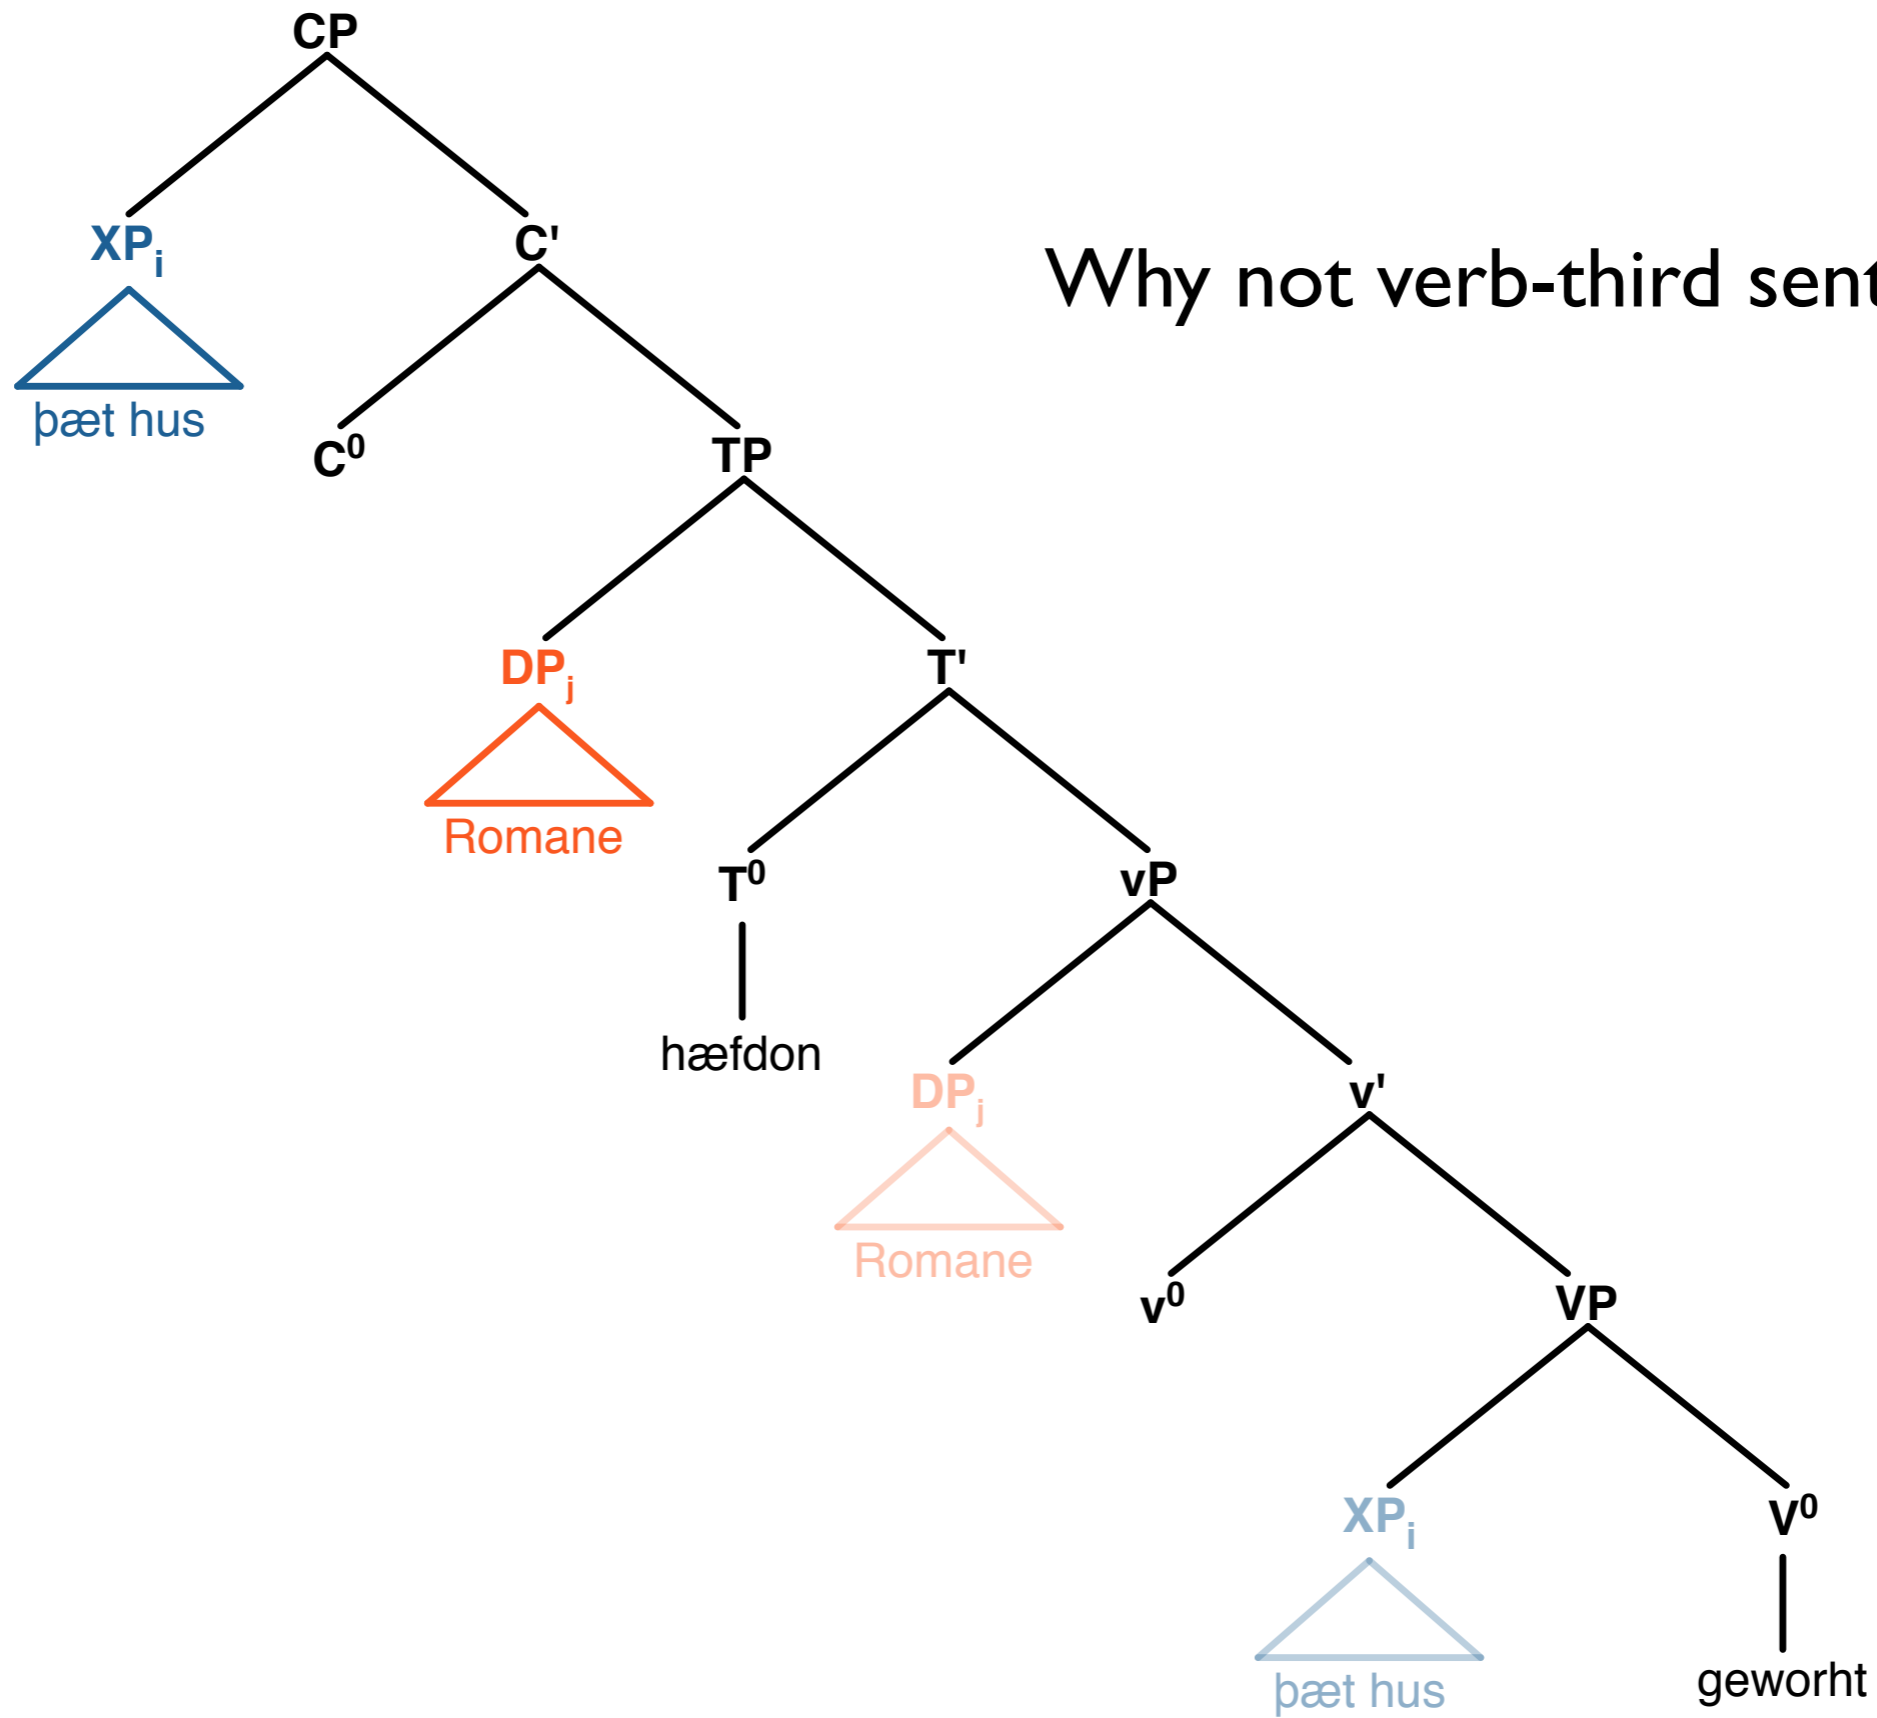 CP
XPi
C'
Why not verb-third sent
þæt hus
C0
TP
DPj
T'
Romane
T0
vP
hæfdon
DPj
v'
Romane
v0
VP
XPi
V0
þæt hus
geworht